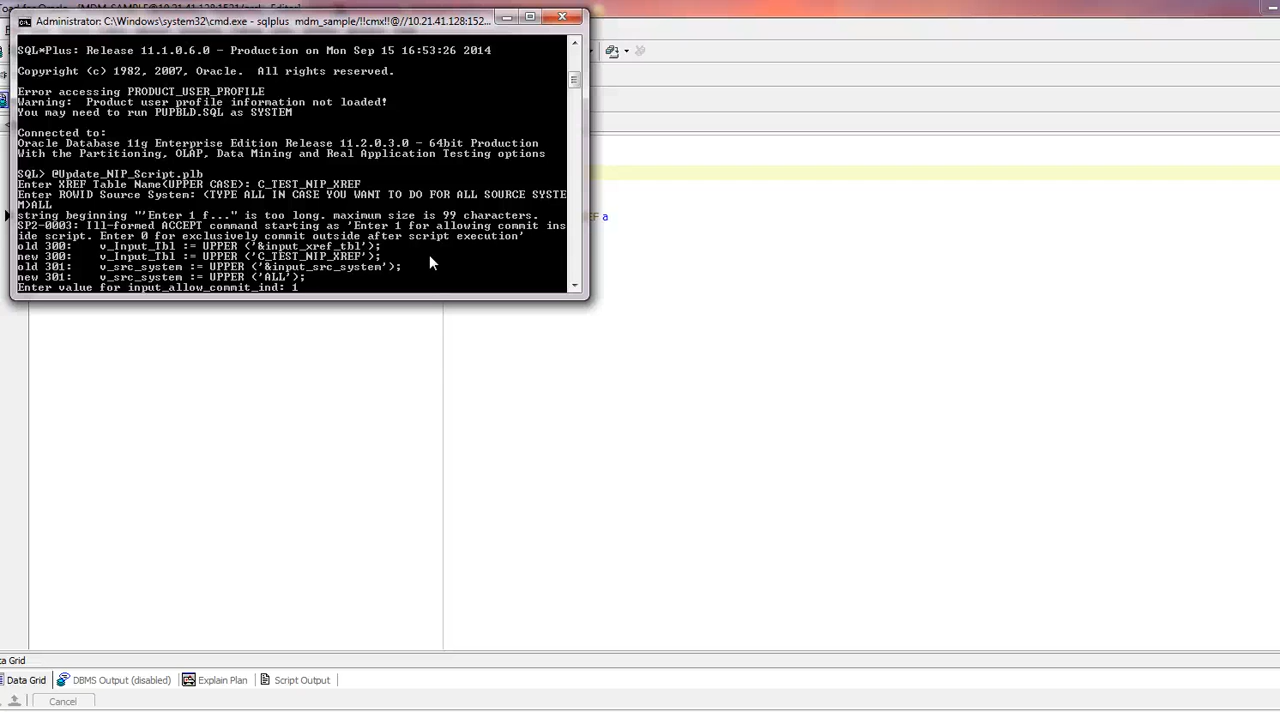 Administrator: C:\Windows\system32\cmd.exe - sqlplus mdm_sample/!!cmx!!@//10.21.41.128:152...
SQL*Plus: Release 11.1.0.6.0 - Production on Mon Sep 15 16:53:26 2014
Copyright (c) 1982, 2007, Oracle.  All rights reserved.
Error accessing PRODUCT_USER_PROFILE
Warning:  Product user profile information not loaded!
You may need to run PUPBLD.SQL as SYSTEM
Connected to:
Oracle Database 11g Enterprise Edition Release 11.2.0.3.0 - 64bit Production
With the Partitioning, OLAP, Data Mining and Real Application Testing options
SQL> @Update_NIP_Script.plb
Enter XREF Table Name(UPPER CASE): C_TEST_NIP_XREF
Enter ROWID Source System: (TYPE ALL IN CASE YOU WANT TO DO FOR ALL SOURCE SYSTE
M)ALL
string beginning "'Enter 1 f..." is too long. maximum size is 99 characters.
SP2-0003: Ill-formed ACCEPT command starting as 'Enter 1 for allowing commit ins
ide script. Enter 0 for exclusively commit outside after script execution'
old 300:    v_Input_Tbl := UPPER ('&input_xref_tbl');
new 300:    v_Input_Tbl := UPPER ('C_TEST_NIP_XREF');
old 301:    v_src_system := UPPER ('&input_src_system');
new 301:    v_src_system := UPPER ('ALL');
Enter value for input_allow_commit_ind: 1
EF a
ta Grid
Data Grid
DBMS Output (disabled)
Explain Plan
Script Output
Cancel